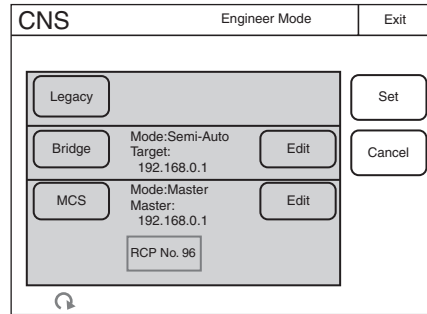 CNS Engineer Mode Exit
Legacy Set
Bridge Mode:Semi-Auto
Target:
192.168.0.1 Edit Cancel
MCS Mode:Master
Master:
192.168.0.1 Edit
RCP No. 96